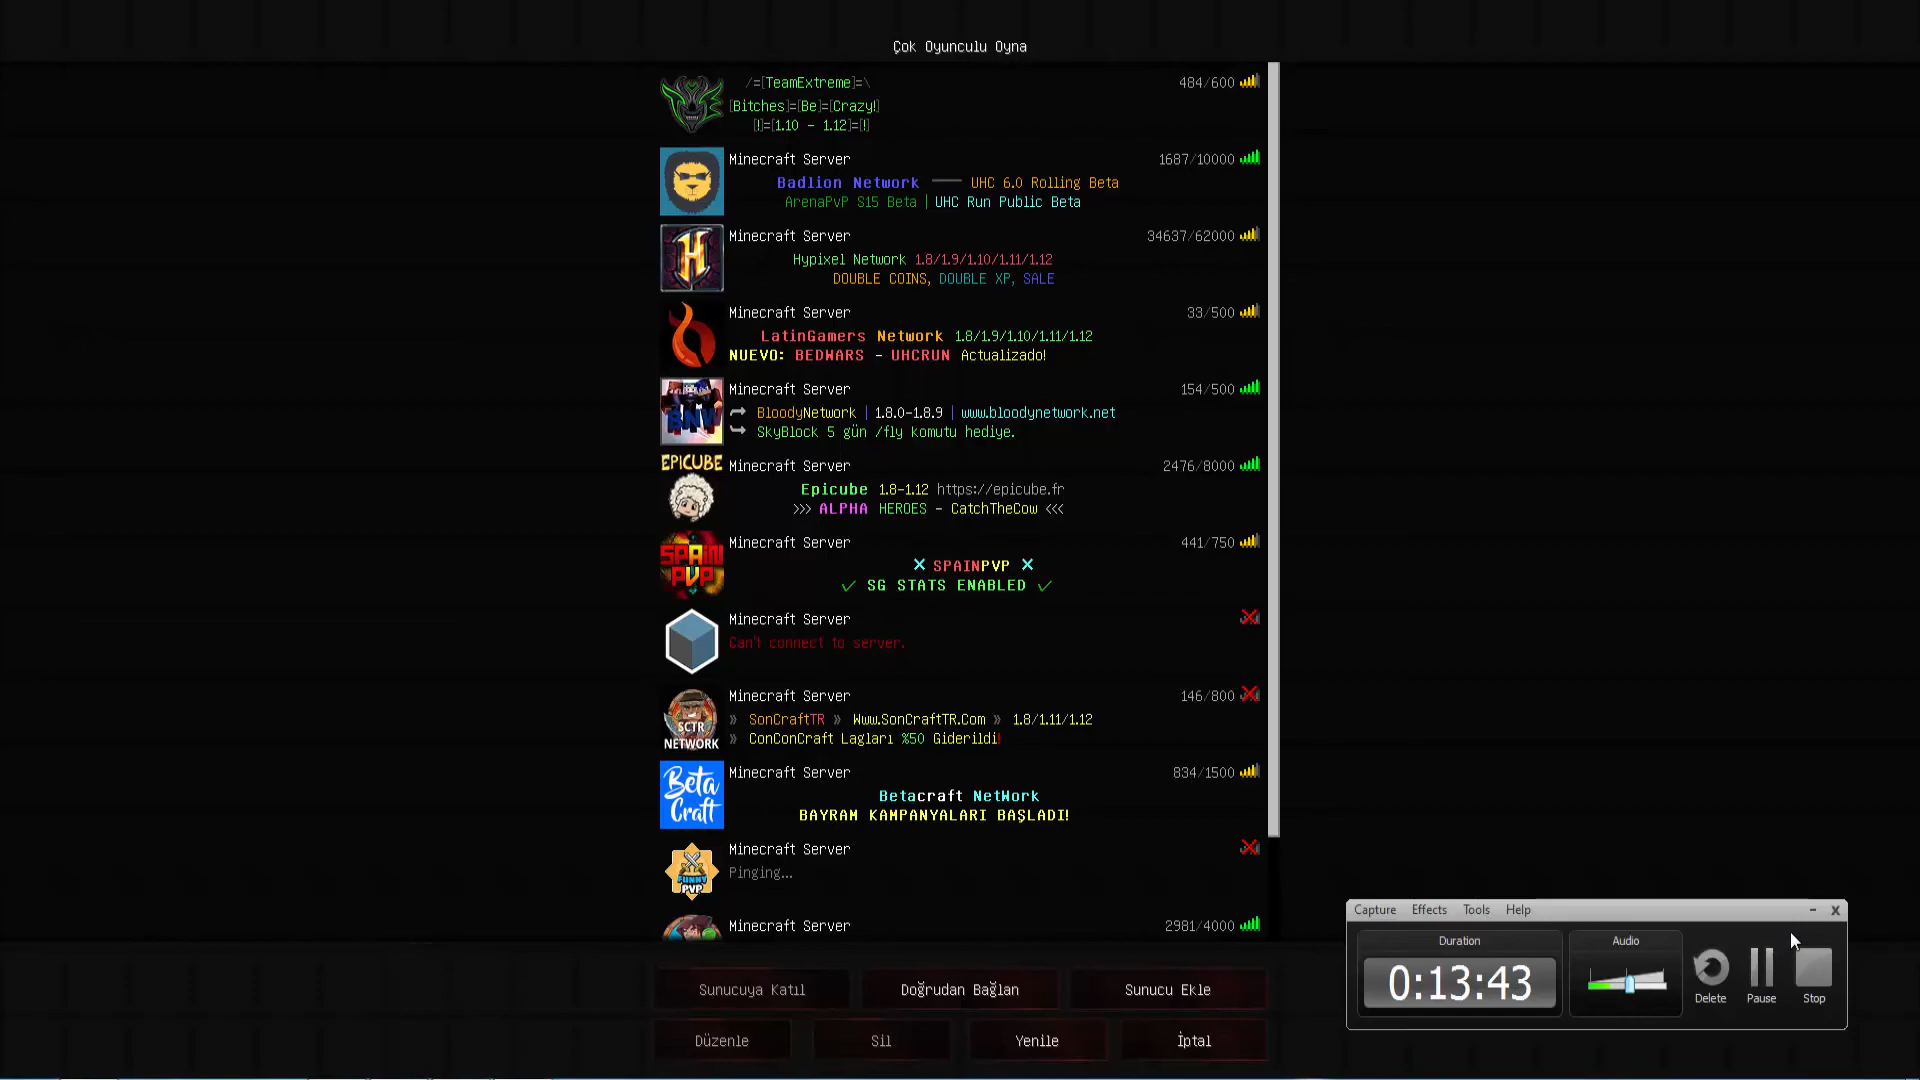 Çok Oyunculu Oyna
/=[TeamExtreme]=\ 484/600
[Bitches]=[Be]=[Crazy!]
[!]=[1.10 - 1.12]=[!]
Minecraft Server 1687/10000
Badlion Network —— UHC 6.0 Rolling Beta
ArenaPvP S15 Beta | UHC Run Public Beta
Minecraft Server 34637/62000
H
Hypixel Network 1.8/1.9/1.10/1.11/1.12
DOUBLE COINS, DOUBLE XP, SALE
Minecraft Server 33/500
LatinGamers Network 1.8/1.9/1.10/1.11/1.12
NUEVO: BEDWARS - UHCRUN Actualizado!
Minecraft Server 154/500
BNW
BloodyNetwork | 1.8.0-1.8.9 | www.bloodynetwork.net
SkyBlock 5 gün /fly komutu hediye.
EPICUBE
Minecraft Server 2476/8000
Epicube 1.8-1.12 https://epicube.fr
>>> ALPHA HEROES - CatchTheCow <<<
Minecraft Server 441/750
SPAIN
PVP
✕ SPAINPVP ✕
✓ SG STATS ENABLED ✓
Minecraft Server
Can't connect to server.
Minecraft Server 146/800
SCTR
NETWORK
» SonCraftTR » Www.SonCraftTR.Com » 1.8/1.11/1.12
» ConConCraft Lagları %50 Giderildi!
Minecraft Server 834/1500
Beta
Craft
Betacraft NetWork
BAYRAM KAMPANYALARI BAŞLADI!
Minecraft Server
FUNNY
PVP
Pinging...
Minecraft Server 2981/4000
Sunucuya Katıl Doğrudan Bağlan Sunucu Ekle
Düzenle Sil Yenile İptal
Capture Effects Tools Help
Duration Audio
0:13:43
Delete Pause Stop